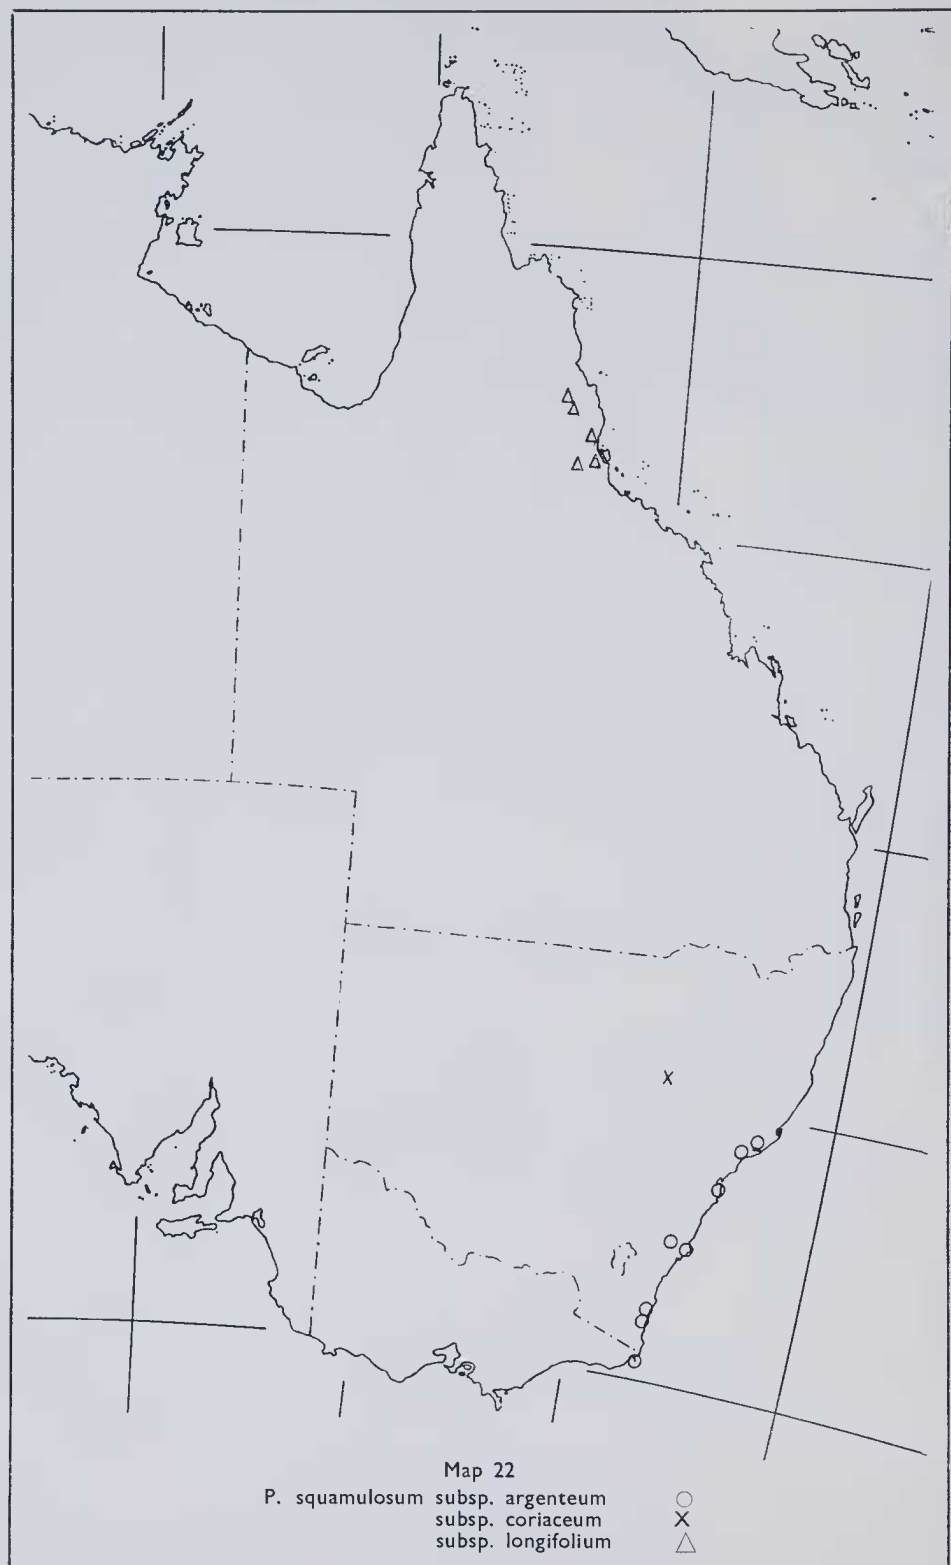 Map 22
P. squamulosum subsp. argenteum ○
subsp. coriaceum X
subsp. longifolium △